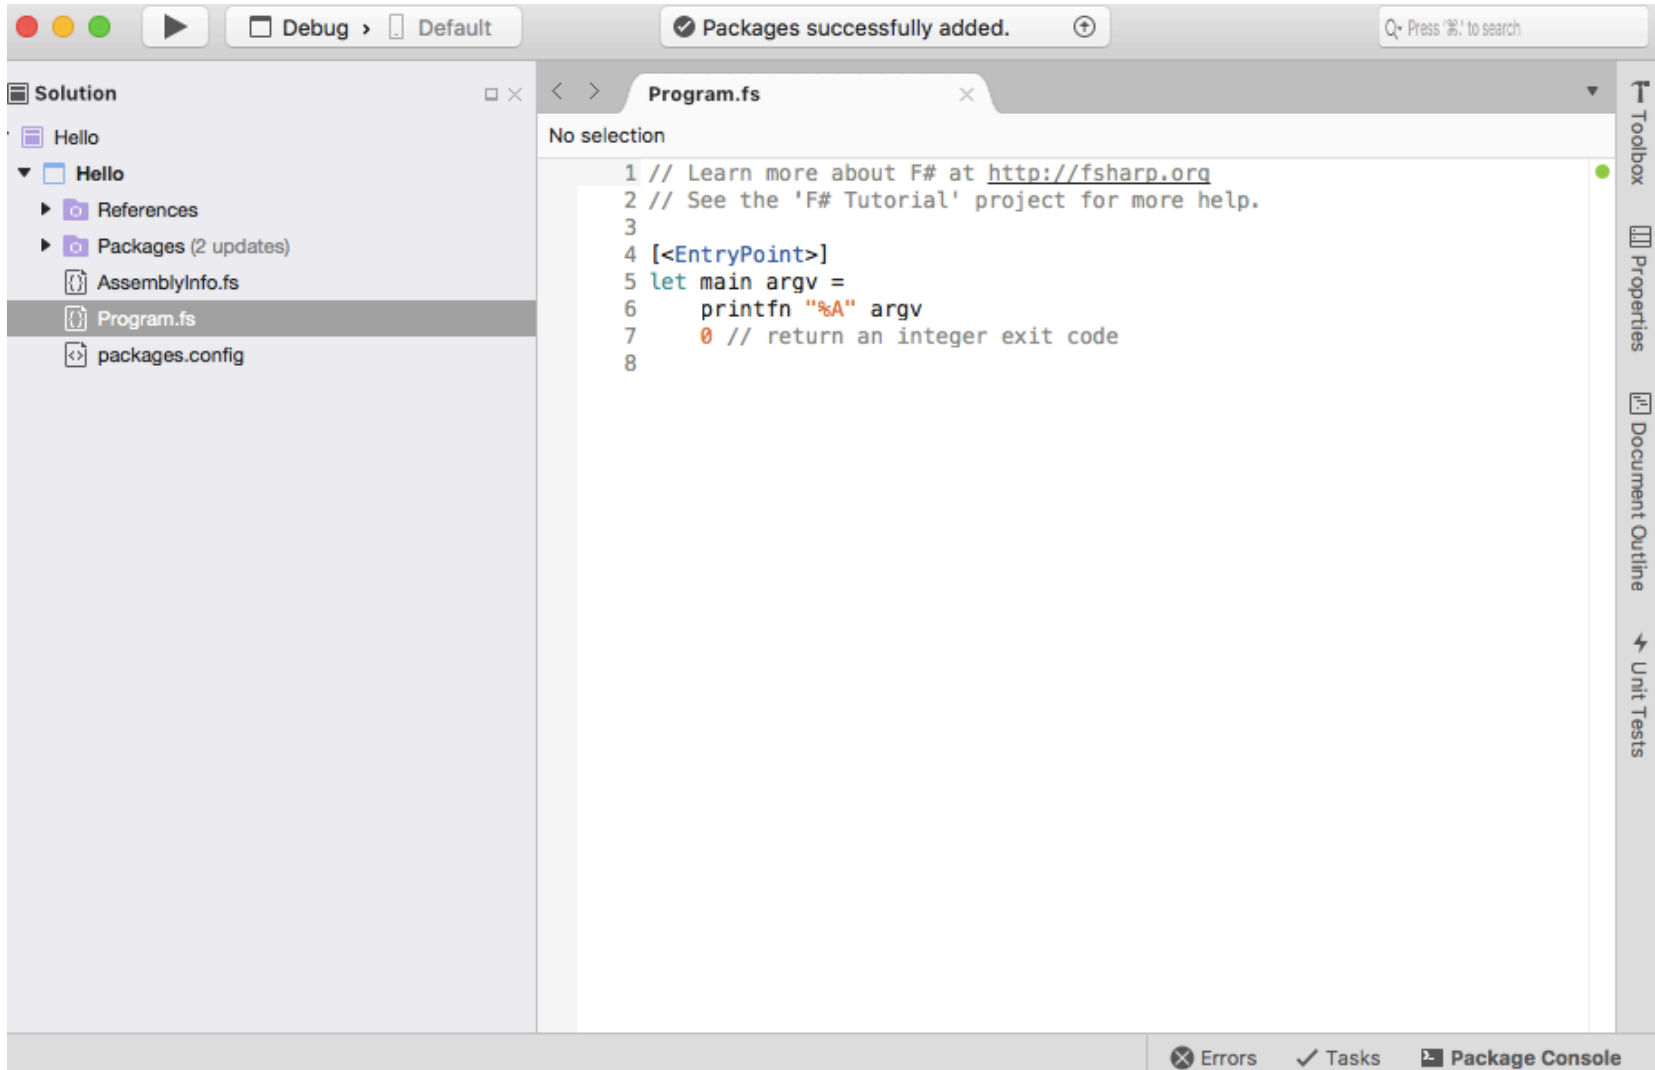 Debug › Default
Packages successfully added.
Press '⌘.' to search
Solution
Program.fs
Hello
No selection
Hello
References
Packages (2 updates)
AssemblyInfo.fs
Program.fs
packages.config
1 // Learn more about F# at http://fsharp.org
2 // See the 'F# Tutorial' project for more help.
3
4 [<EntryPoint>]
5 let main argv =
6     printfn "%A" argv
7     0 // return an integer exit code
8
Toolbox
Properties
Document Outline
Unit Tests
Errors
Tasks
Package Console